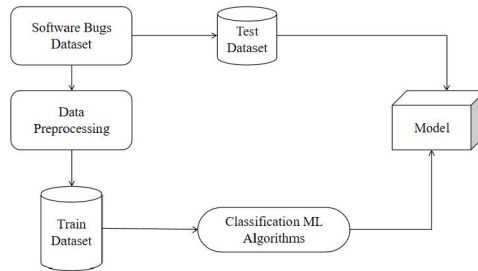 Software Bugs
Dataset
Test
Dataset
Data
Preprocessing
Model
Train
Dataset
Classification ML
Algorithms